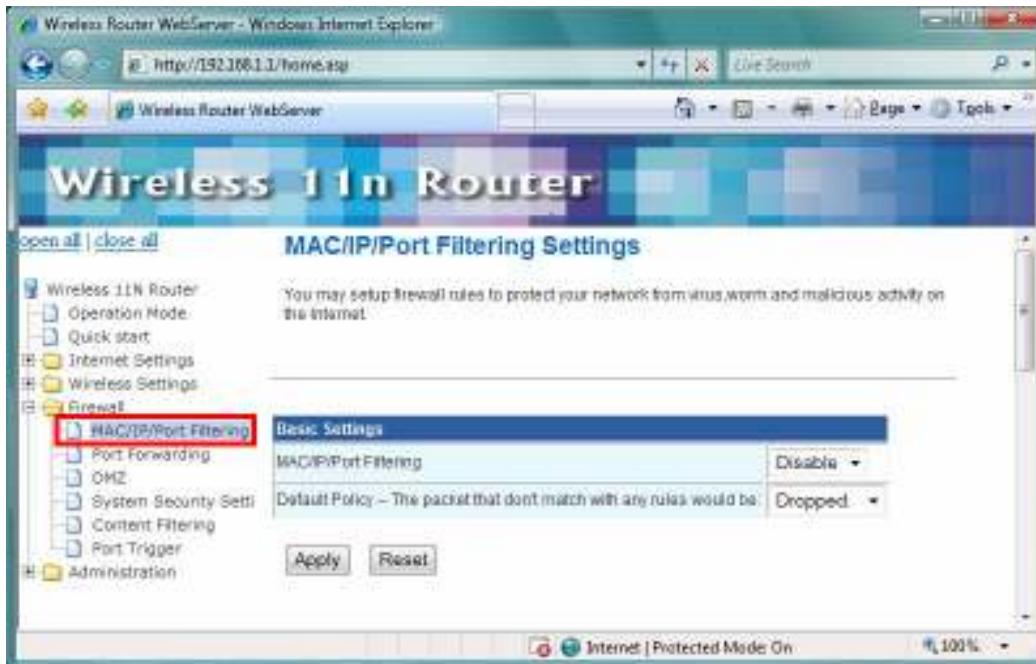 Wireless Router WebServer - Windows Internet Explorer
http://192.168.1.1/home.asp
Live Search
Wireless Router WebServer
Page
Tools
Wireless 11n Router
open all | close all
MAC/IP/Port Filtering Settings
You may setup firewall rules to protect your network from virus,worm and malicious activity on
the Internet.
Wireless 11N Router
Operation Mode
Quick start
Internet Settings
Wireless Settings
Firewall
MAC/IP/Port Filtering
Port Forwarding
DMZ
System Security Setti
Content Filtering
Port Trigger
Administration
Basic Settings
MAC/IP/Port Filtering
Disable
Default Policy -- The packet that don't match with any rules would be:
Dropped.
Apply
Reset
Internet | Protected Mode: On
100%